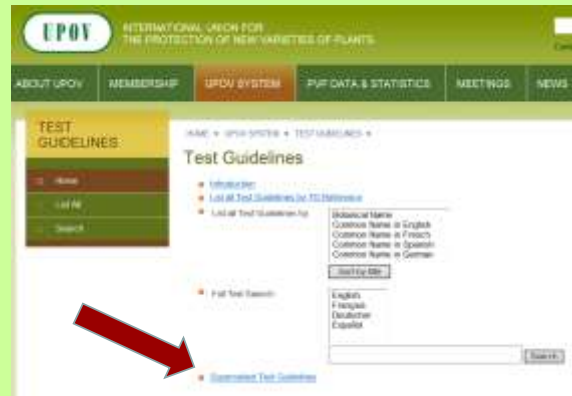 UPOV
INTERNATIONAL UNION FOR
THE PROTECTION OF NEW VARIETIES OF PLANTS
ABOUT UPOV
MEMBERSHIP
UPOV SYSTEM
PVP DATA & STATISTICS
MEETINGS
NEWS
TEST
GUIDELINES
Home
List All
Search
HOME
UPOV SYSTEM
TEST GUIDELINES
Test Guidelines
Introduction
List all Test Guidelines by TG Reference
List all Test Guidelines by
Botanical Name
Common Name in English
Common Name in French
Common Name in Spanish
Common Name in German
Sort by title
Full Text Search
English
Français
Deutscher
Español
Search
Superseded Test Guidelines